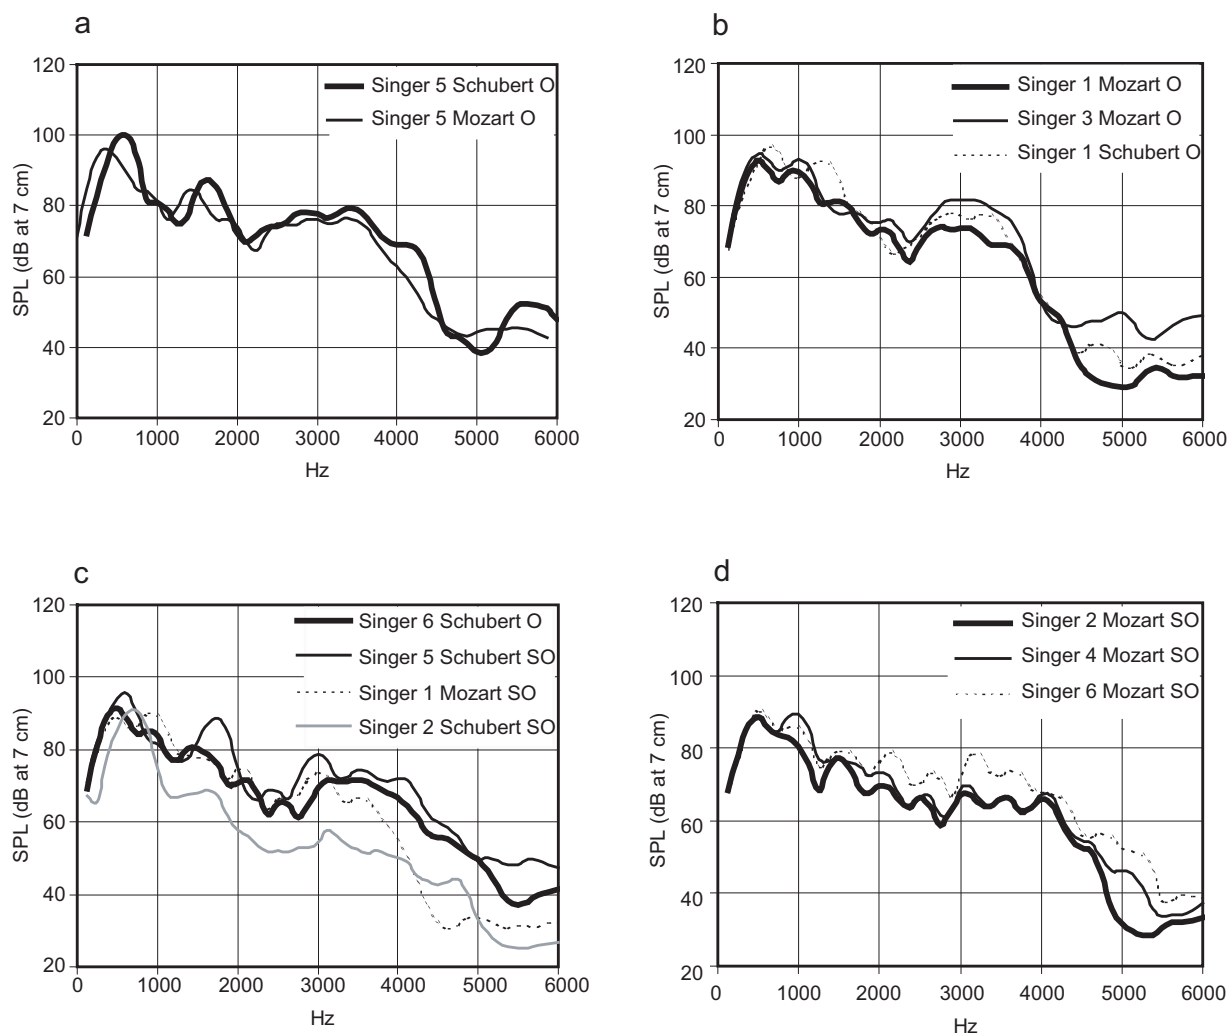 a
120
100
80
60
40
20
SPL (dB at 7 cm)
Singer 5 Schubert O
Singer 5 Mozart O
0 1000 2000 3000 4000 5000 6000
Hz
b
120
100
80
60
40
20
SPL (dB at 7 cm)
Singer 1 Mozart O
Singer 3 Mozart O
Singer 1 Schubert O
0 1000 2000 3000 4000 5000 6000
Hz
c
120
100
80
60
40
20
SPL (dB at 7 cm)
Singer 6 Schubert O
Singer 5 Schubert SO
Singer 1 Mozart SO
Singer 2 Schubert SO
0 1000 2000 3000 4000 5000 6000
Hz
d
120
100
80
60
40
20
SPL (dB at 7 cm)
Singer 2 Mozart SO
Singer 4 Mozart SO
Singer 6 Mozart SO
0 1000 2000 3000 4000 5000 6000
Hz